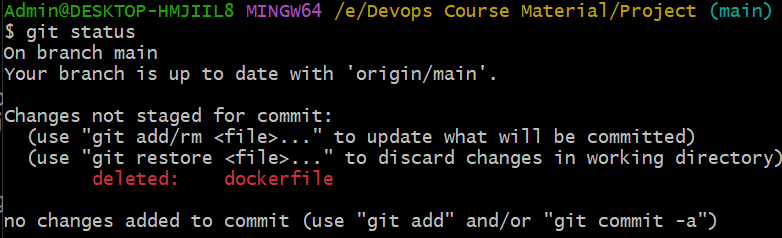 Admin@DESKTOP-HMJIIL8 MINGW64 /e/Devops Course Material/Project (main)
$ git status
On branch main
Your branch is up to date with 'origin/main'.
Changes not staged for commit:
(use "git add/rm <file>..." to update what will be committed)
(use "git restore <file>..." to discard changes in working directory)
deleted: dockerfile
no changes added to commit (use "git add" and/or "git commit -a")